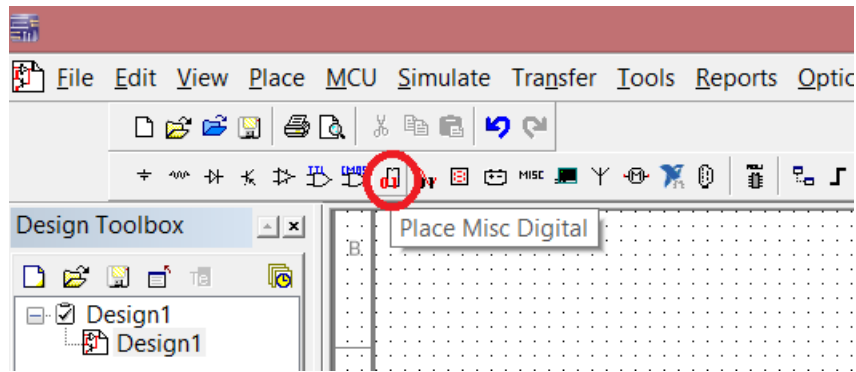 File Edit View Place MCU Simulate Transfer Tools Reports Optio
TTL CMOS MISC
Place Misc Digital
Design Toolbox
B
Design1
Design1